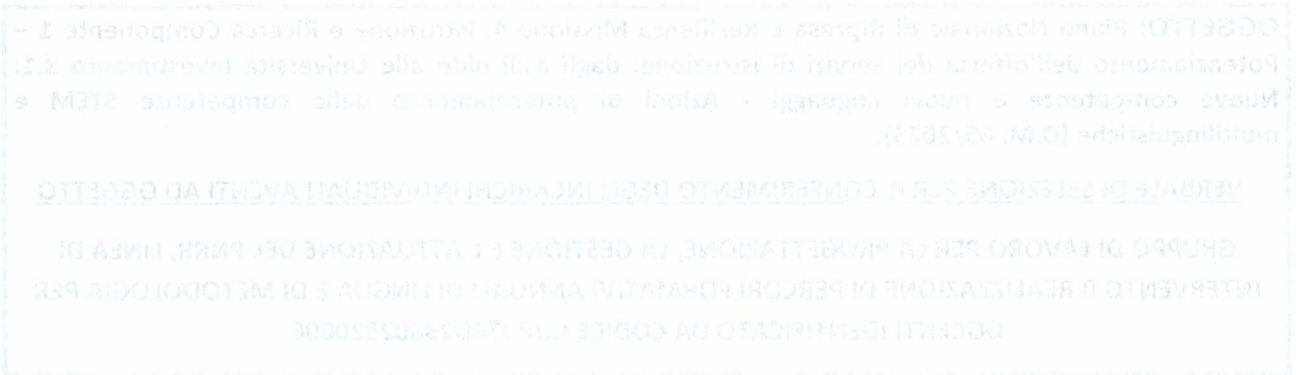 OGGETTO: Piano Nazionale di Ripresa E Resilienza Missione 4: Istruzione e Ricerca Componente 1 –
Potenziamento dell'offerta dei servizi di istruzione: dagli asili nido alle Università Investimento 3.1:
Nuove competenze e nuovi linguaggi - Azioni di potenziamento delle competenze STEM e
multilinguistiche (D.M. 65/2023).
VERBALE DI SELEZIONE PER IL CONFERIMENTO DEGLI INCARICHI INDIVIDUALI AVENTI AD OGGETTO
GRUPPO DI LAVORO PER LA PROGETTAZIONE, LA GESTIONE E L'ATTUAZIONE DEL PNRR, LINEA DI
INTERVENTO B REALIZZAZIONE DI PERCORI FORMATIVI ANNUALI DI LINGUA E DI METODOLOGIA PER
DOCENTI IDENTIFICATO DA CODICE CUP